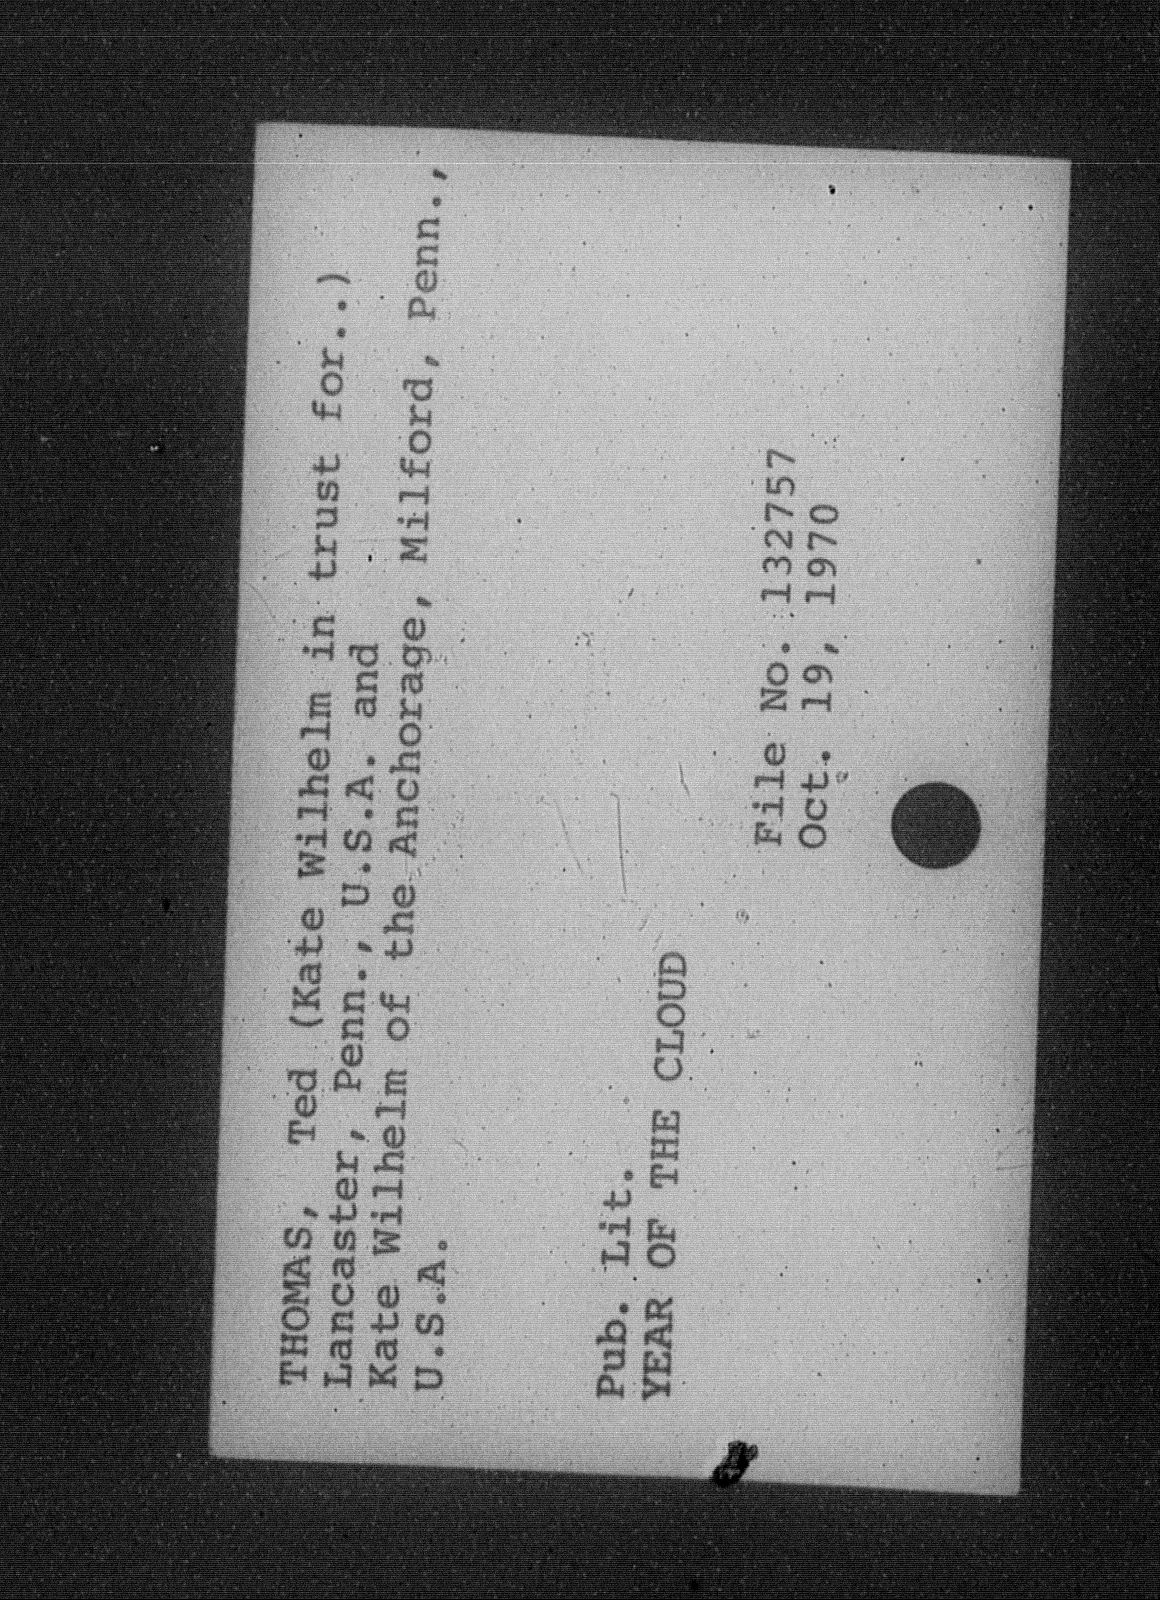 THOMAS, Ted (Kate Wilhelm in trust for..)
Lancaster, Penn., U.S.A. and
Kate Wilhelm of the Anchorage, Milford, Penn.,
U.S.A.
Pub. Lit.
YEAR OF THE CLOUD
File No. 132757
Oct. 19, 1970